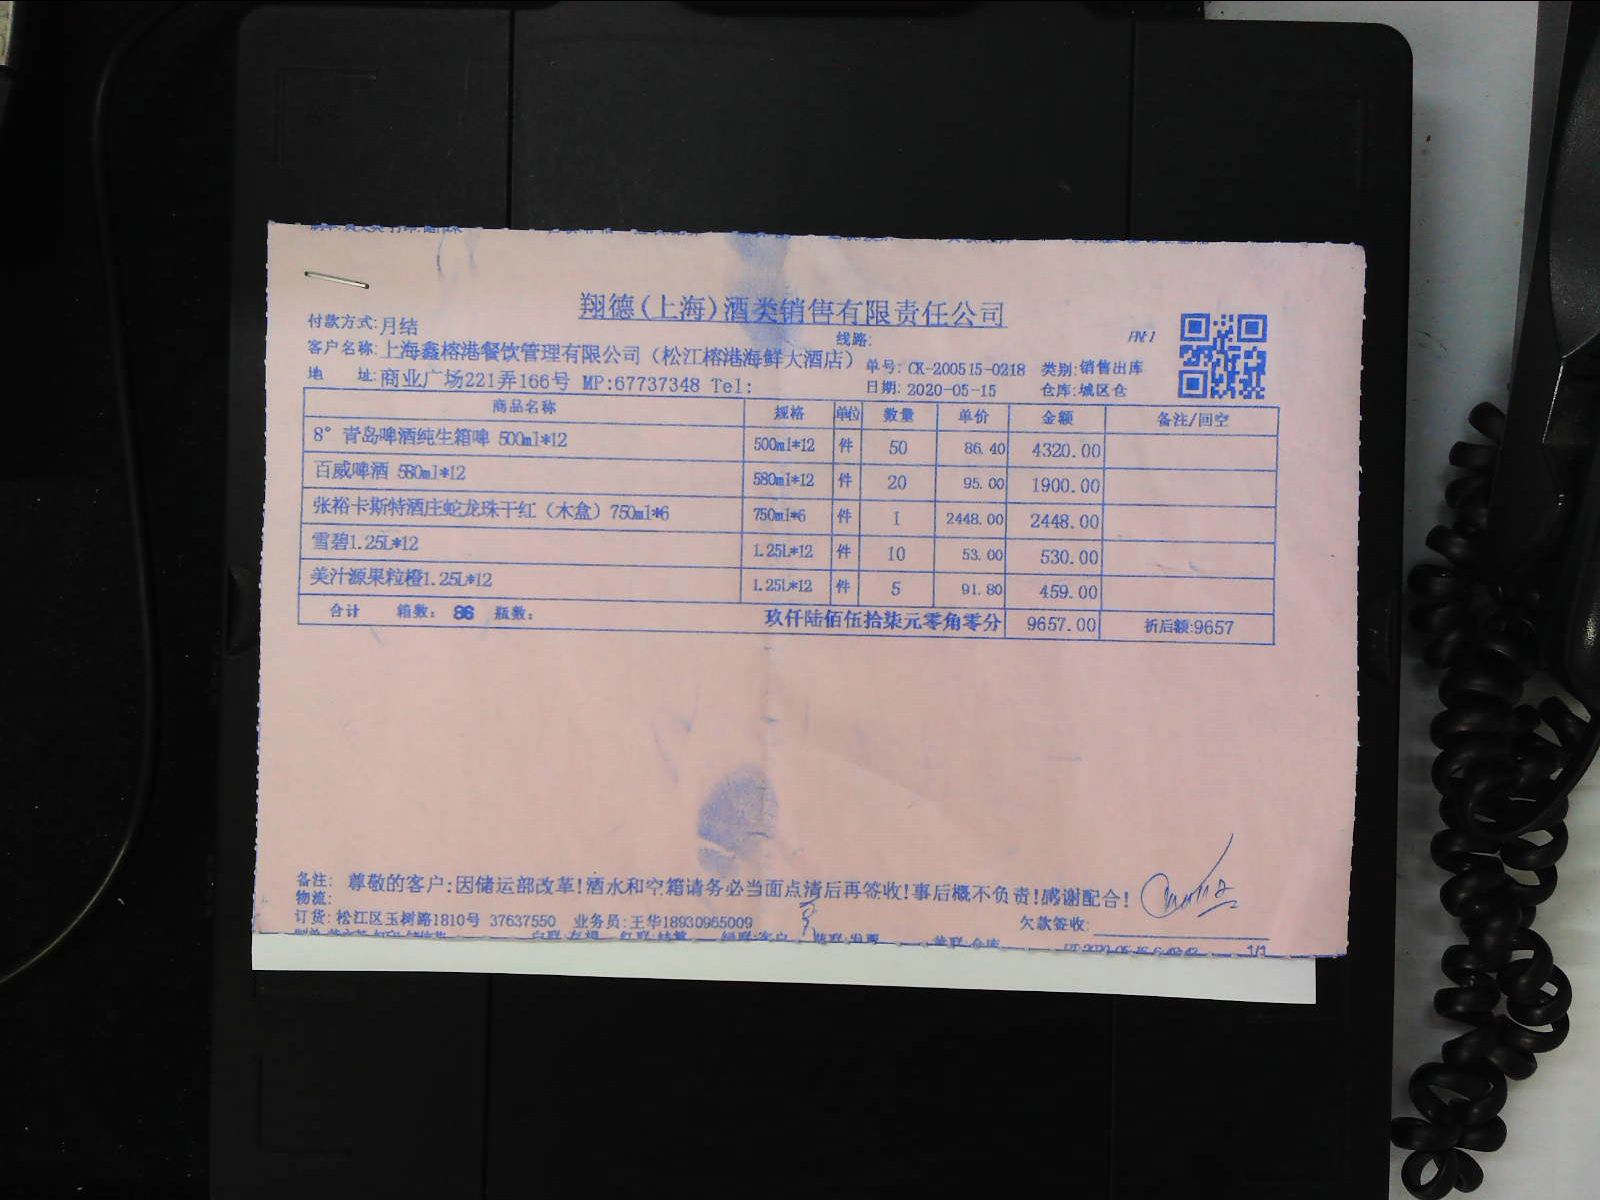 翔德(上海)酒类销售有限责任公司
付款方式:月结
线路:
客户名称:上海鑫榕港餐饮管理有限公司（松江榕港海鲜大酒店） 单号: CK-200515-0218 类别:销售出库
地 址:商业广场221弄166号 MP:67737348 Tel: 日期: 2020-05-15 仓库:城区仓
商品名称 规格 单位 数量 单价 金额 备注/回空
8°青岛啤酒纯生箱啤 500ml*12 500ml*12 件 50 86.40 4320.00
百威啤酒 580ml*12 580ml*12 件 20 95.00 1900.00
张裕卡斯特酒庄蛇龙珠干红（木盒）750ml*6 750ml*6 件 1 2448.00 2448.00
雪碧1.25L*12 1.25L*12 件 10 53.00 530.00
美汁源果粒橙1.25L*12 1.25L*12 件 5 91.80 459.00
合计 箱数: 86 瓶数: 玖仟陆佰伍拾柒元零角零分 9657.00 折后额:9657
备注: 尊敬的客户:因储运部改革!酒水和空箱请务必当面点清后再签收!事后概不负责!感谢配合!
物流:
订货: 松江区玉树路1810号 37637550 业务员:王华18930965009 欠款签收:
1/1